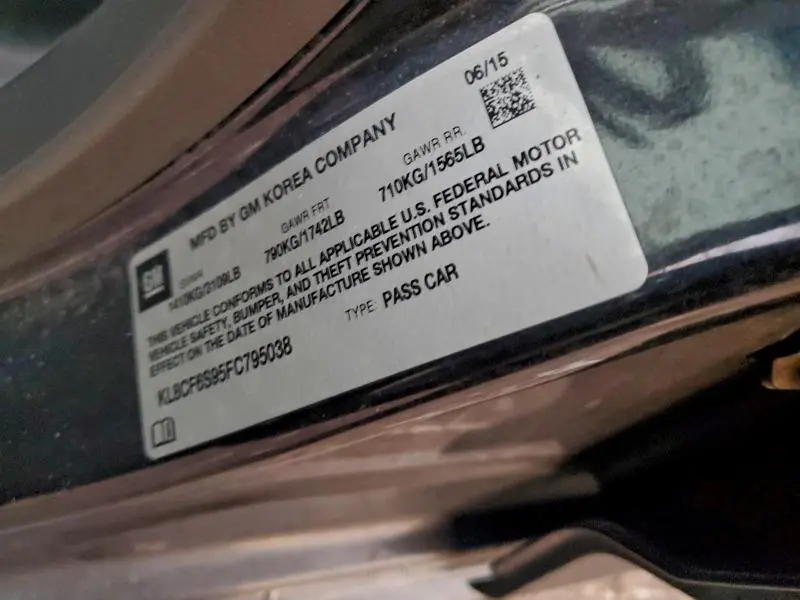 06/15
MFD BY GM KOREA COMPANY
GM
GVWR GAWR FRT GAWR RR.
1410KG/3109LB 790KG/1742LB 710KG/1565LB
THIS VEHICLE CONFORMS TO ALL APPLICABLE U.S. FEDERAL MOTOR
VEHICLE SAFETY, BUMPER, AND THEFT PREVENTION STANDARDS IN
EFFECT ON THE DATE OF MANUFACTURE SHOWN ABOVE.
KL8CF6S95FC795038 TYPE: PASS CAR